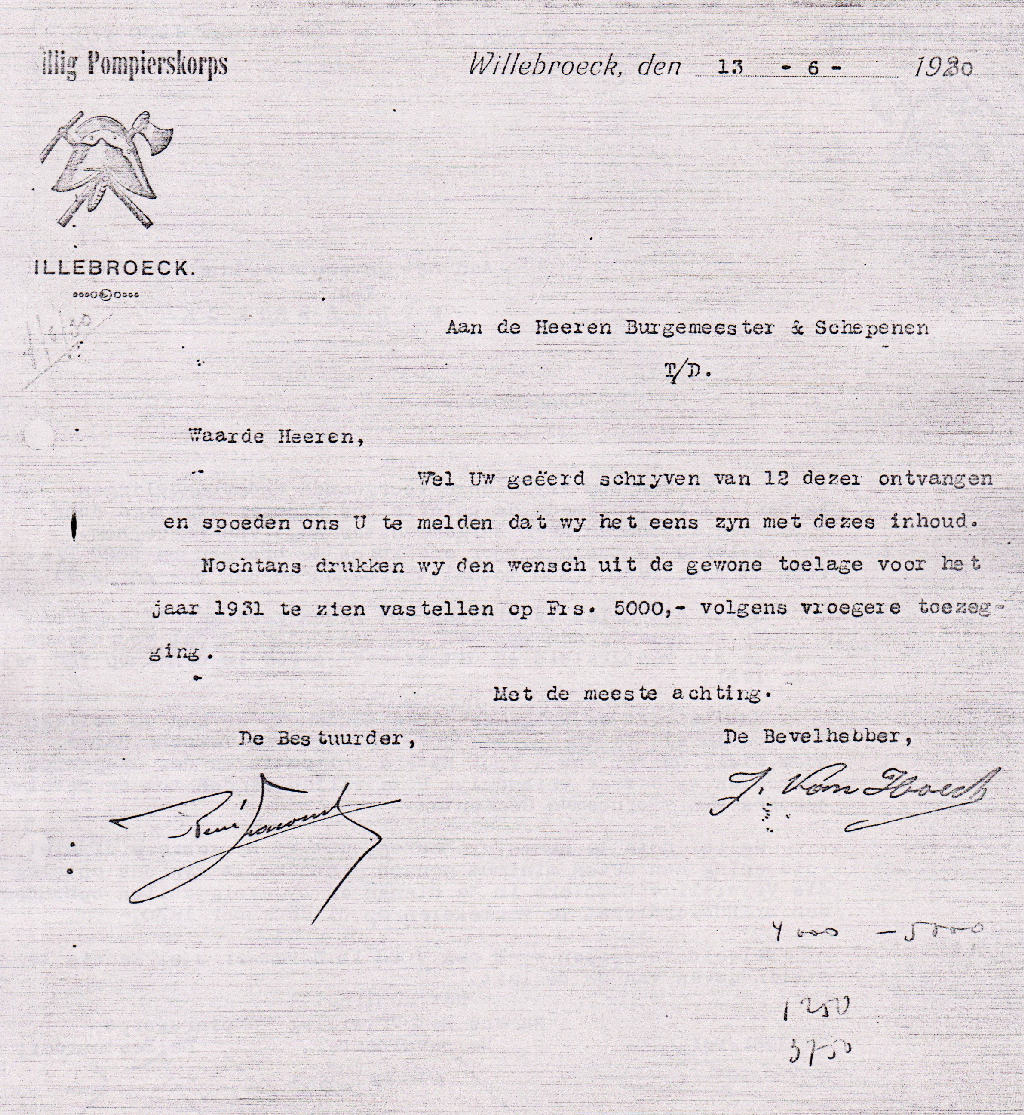 illig Pompierskorps
Willebroeck, den 13 - 6 - 1930
ILLEBROECK.
Aan de Heeren Burgemeester & Schepenen
T/D.
Waarde Heeren,
Wel Uw geëerd schryven van 12 dezer ontvangen
en spoeden ons U te melden dat wy het eens zyn met dezes inhoud.
Nochtans drukken wy den wensch uit de gewone toelage voor het
jaar 1931 te zien vastellen op Frs. 5000,- volgens vroegere toezeg-
ging.
Met de meeste achting.
De Bestuurder,
De Bevelhebber,
J. Van Hoeck
4000 - 5000
1250
3750